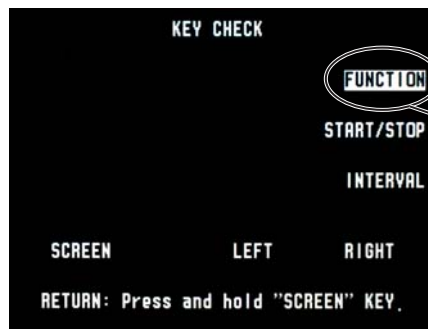 KEY CHECK
FUNCTION
START/STOP
INTERVAL
SCREEN LEFT RIGHT
RETURN: Press and hold "SCREEN" KEY.